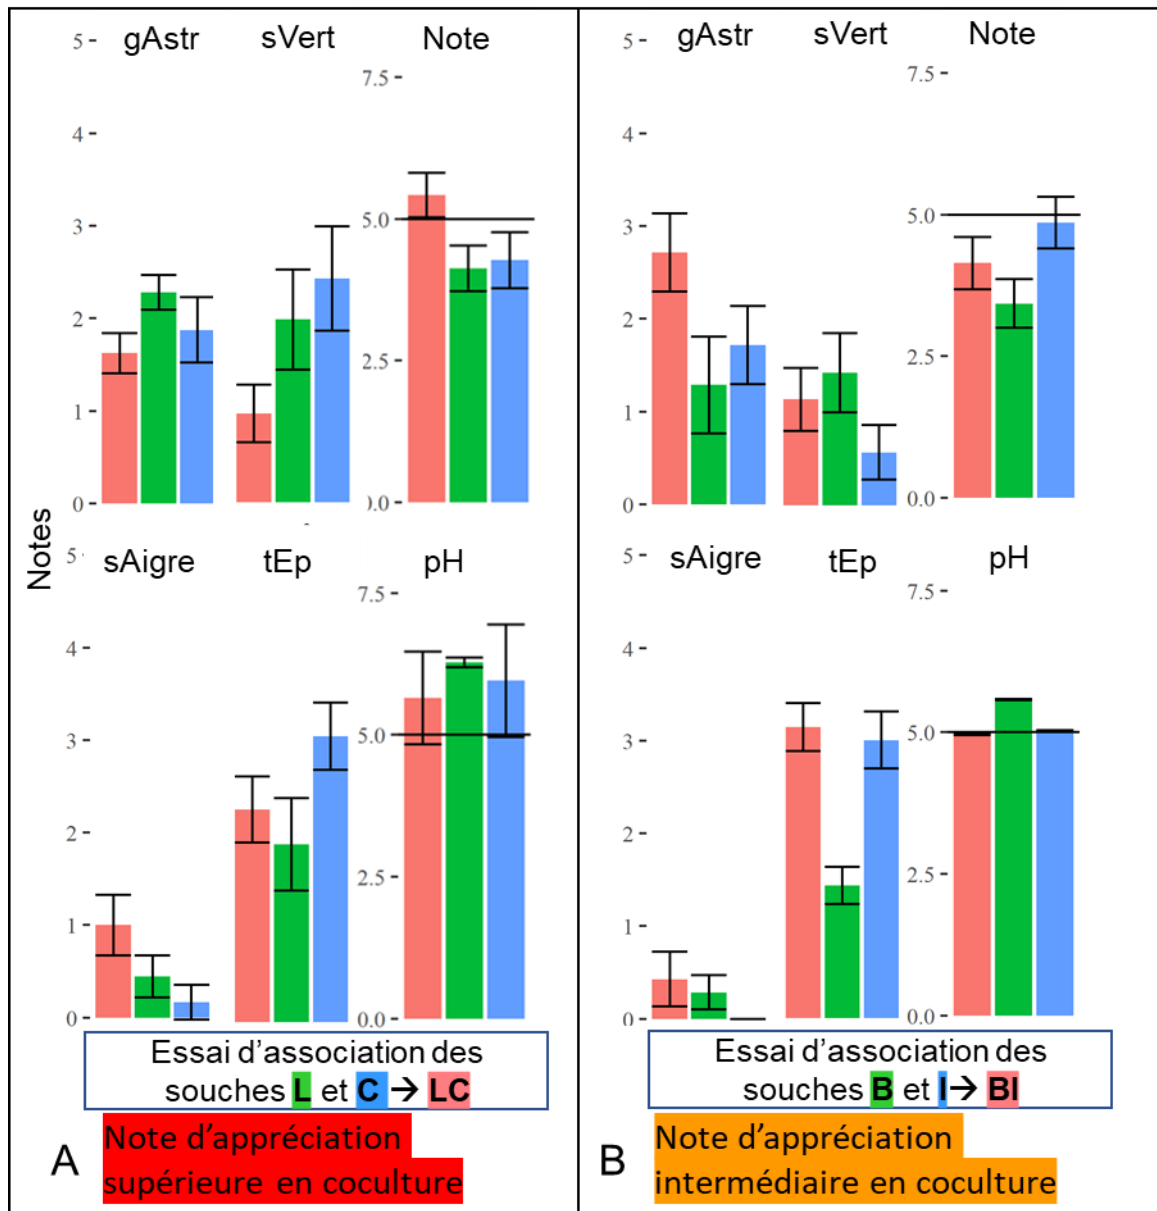 gAstr sVert Note
5
7.5
4
3
5.0
2
2.5
1
0
.0
Notes
sAigre tEp pH
5
7.5
4
3
5.0
2
2.5
1
0
0.0
Essai d'association des
souches L et C → LC
A
Note d'appréciation
supérieure en coculture
gAstr sVert Note
5
7.5
4
3
5.0
2
2.5
1
0
0.0
sAigre tEp pH
5
7.5
4
3
5.0
2
2.5
1
0
0.0
Essai d'association des
souches B et I → BI
B
Note d'appréciation
intermédiaire en coculture